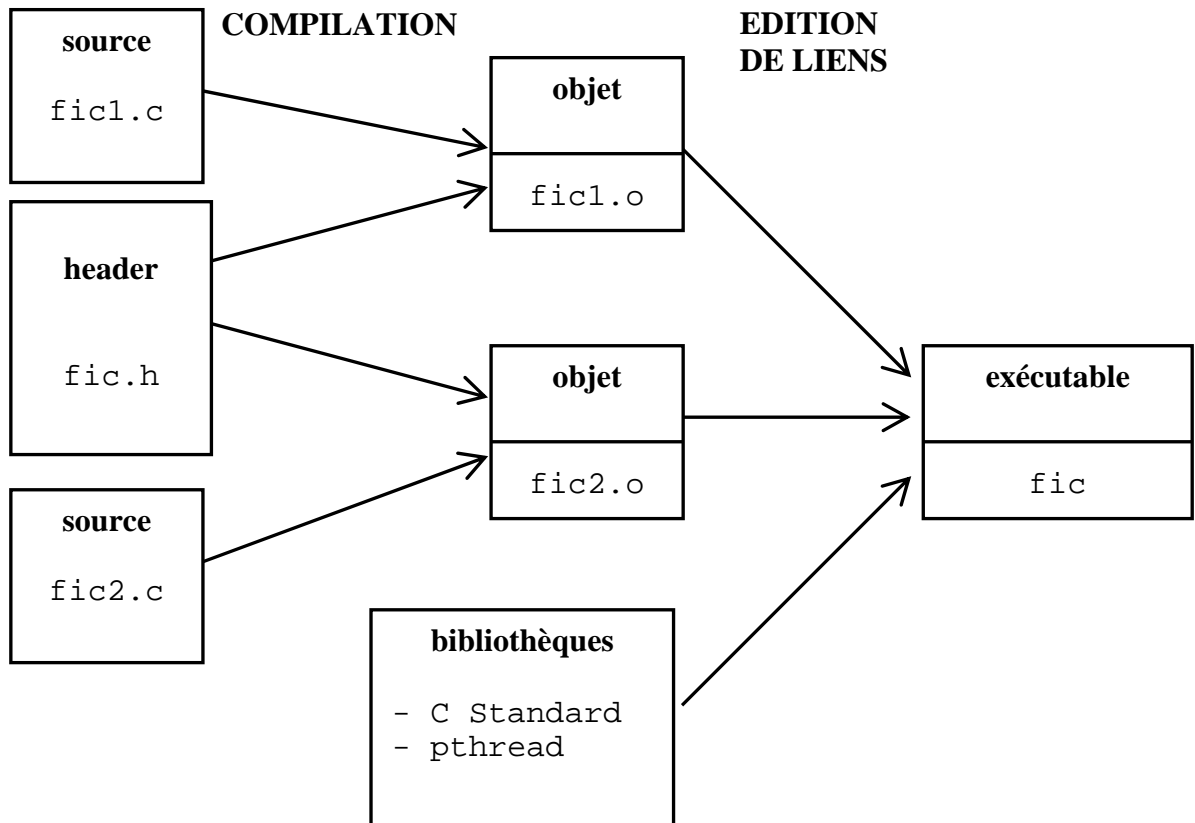 source
fic1.c
COMPILATION
EDITION
DE LIENS
objet
fic1.o
header
fic.h
objet
fic2.o
exécutable
fic
source
fic2.c
bibliothèques
- C Standard
- pthread